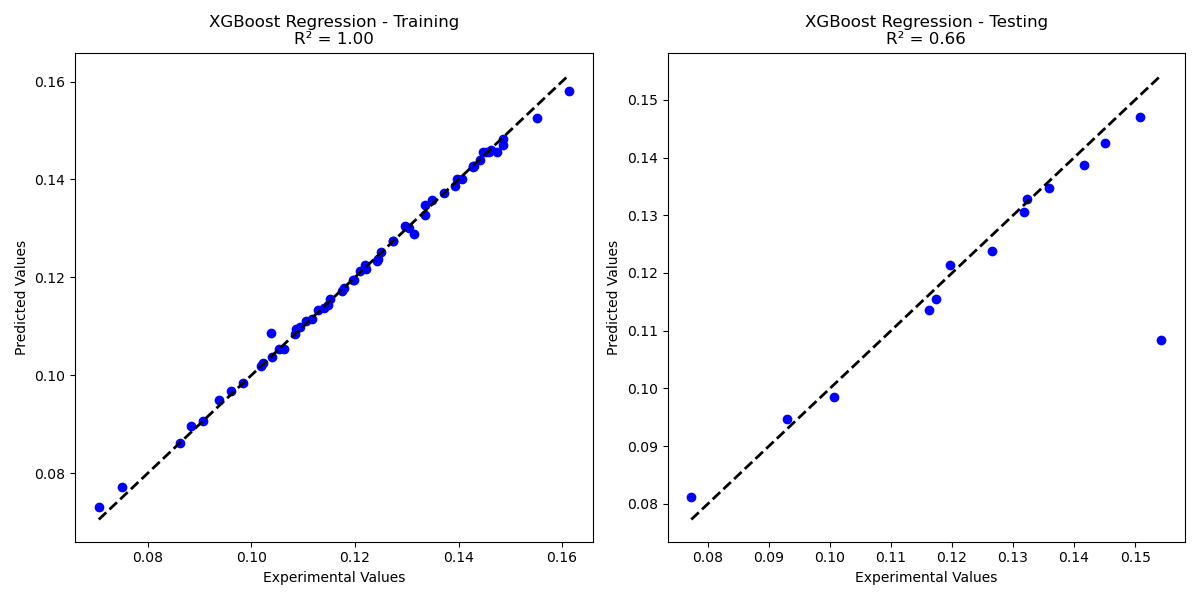 XGBoost Regression - Training
R² = 1.00
0.16
0.14
0.12
0.10
0.08
Predicted Values
0.08 0.10 0.12 0.14 0.16
Experimental Values
XGBoost Regression - Testing
R² = 0.66
0.15
0.14
0.13
0.12
0.11
0.10
0.09
0.08
Predicted Values
0.08 0.09 0.10 0.11 0.12 0.13 0.14 0.15
Experimental Values